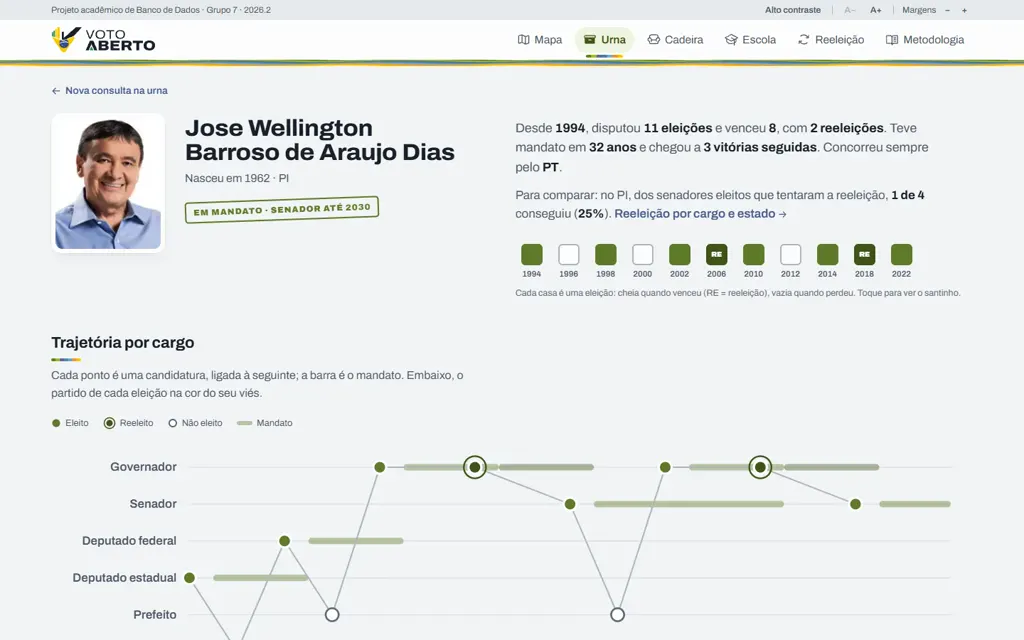 Projeto acadêmico de Banco de Dados · Grupo 7 · 2026.2
Alto contraste
A−
A+
Margens − +
VOTO
ABERTO
Mapa
Urna
Cadeira
Escola
Reeleição
Metodologia
← Nova consulta na urna
Jose Wellington
Barroso de Araujo Dias
Nasceu em 1962 · PI
EM MANDATO · SENADOR ATÉ 2030
Desde 1994, disputou 11 eleições e venceu 8, com 2 reeleições. Teve
mandato em 32 anos e chegou a 3 vitórias seguidas. Concorreu sempre
pelo PT.
Para comparar: no PI, dos senadores eleitos que tentaram a reeleição, 1 de 4
conseguiu (25%). Reeleição por cargo e estado →
RE RE
1994 1996 1998 2000 2002 2006 2010 2012 2014 2018 2022
Cada casa é uma eleição: cheia quando venceu (RE = reeleição), vazia quando perdeu. Toque para ver o santinho.
Trajetória por cargo
Cada ponto é uma candidatura, ligada à seguinte; a barra é o mandato. Embaixo, o
partido de cada eleição na cor do seu viés.
Eleito Reeleito Não eleito Mandato
Governador
Senador
Deputado federal
Deputado estadual
Prefeito